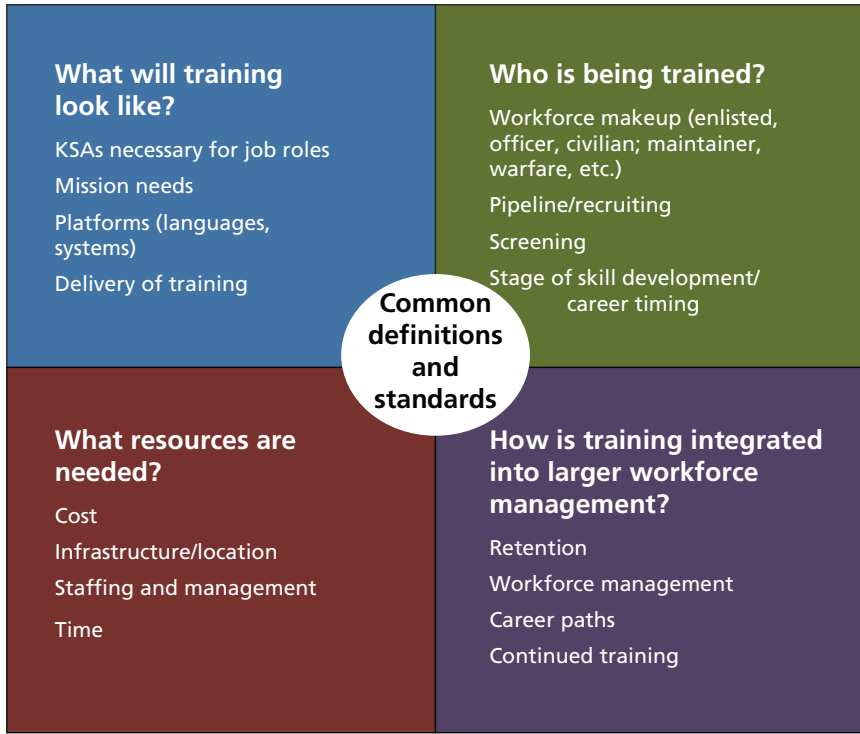 What will training
look like?
KSAs necessary for job roles
Mission needs
Platforms (languages,
systems)
Delivery of training
Who is being trained?
Workforce makeup (enlisted,
officer, civilian; maintainer,
warfare, etc.)
Pipeline/recruiting
Screening
Stage of skill development/
career timing
Common
definitions
and
standards
What resources are
needed?
Cost
Infrastructure/location
Staffing and management
Time
How is training integrated
into larger workforce
management?
Retention
Workforce management
Career paths
Continued training